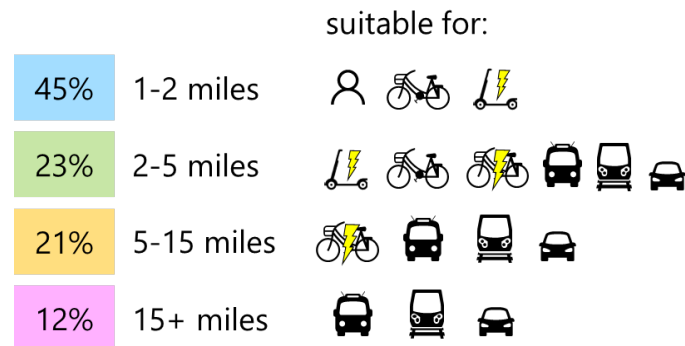 suitable for:
45% 1-2 miles
23% 2-5 miles
21% 5-15 miles
12% 15+ miles